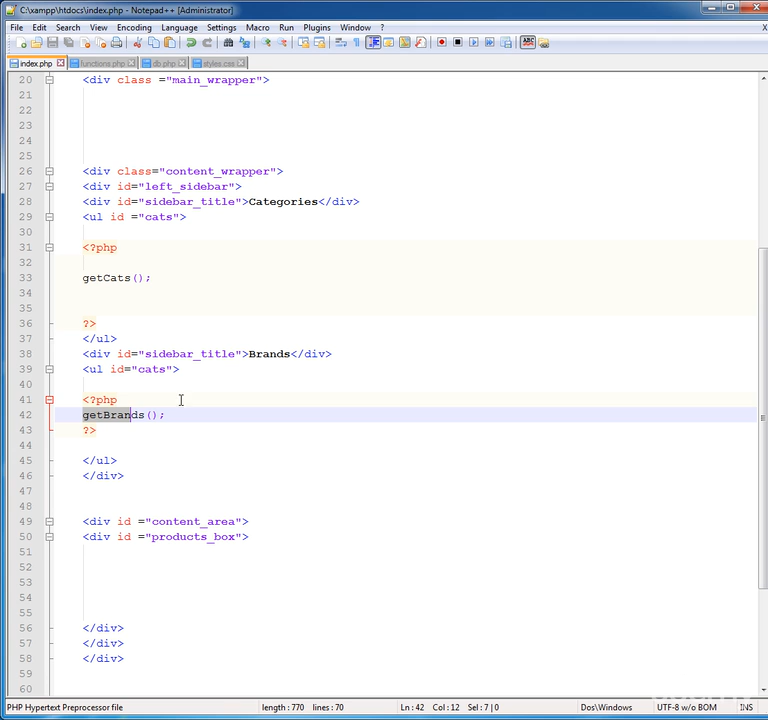 C:\xampp\htdocs\index.php - Notepad++ [Administrator]
File Edit Search View Encoding Language Settings Macro Run Plugins Window ? X
index.php functions.php db.php styles.css
20 <div class ="main_wrapper">
21
22
23
24
25
26 <div class="content_wrapper">
27 <div id="left_sidebar">
28 <div id="sidebar_title">Categories</div>
29 <ul id ="cats">
30
31 <?php
32
33 getCats();
34
35
36 ?>
37 </ul>
38 <div id="sidebar_title">Brands</div>
39 <ul id="cats">
40
41 <?php
42 getBrands();
43 ?>
44
45 </ul>
46 </div>
47
48
49 <div id ="content_area">
50 <div id ="products_box">
51
52
53
54
55
56 </div>
57 </div>
58 </div>
59
60
PHP Hypertext Preprocessor file length : 770 lines : 70 Ln : 42 Col : 12 Sel : 7 | 0 Dos\Windows UTF-8 w/o BOM INS